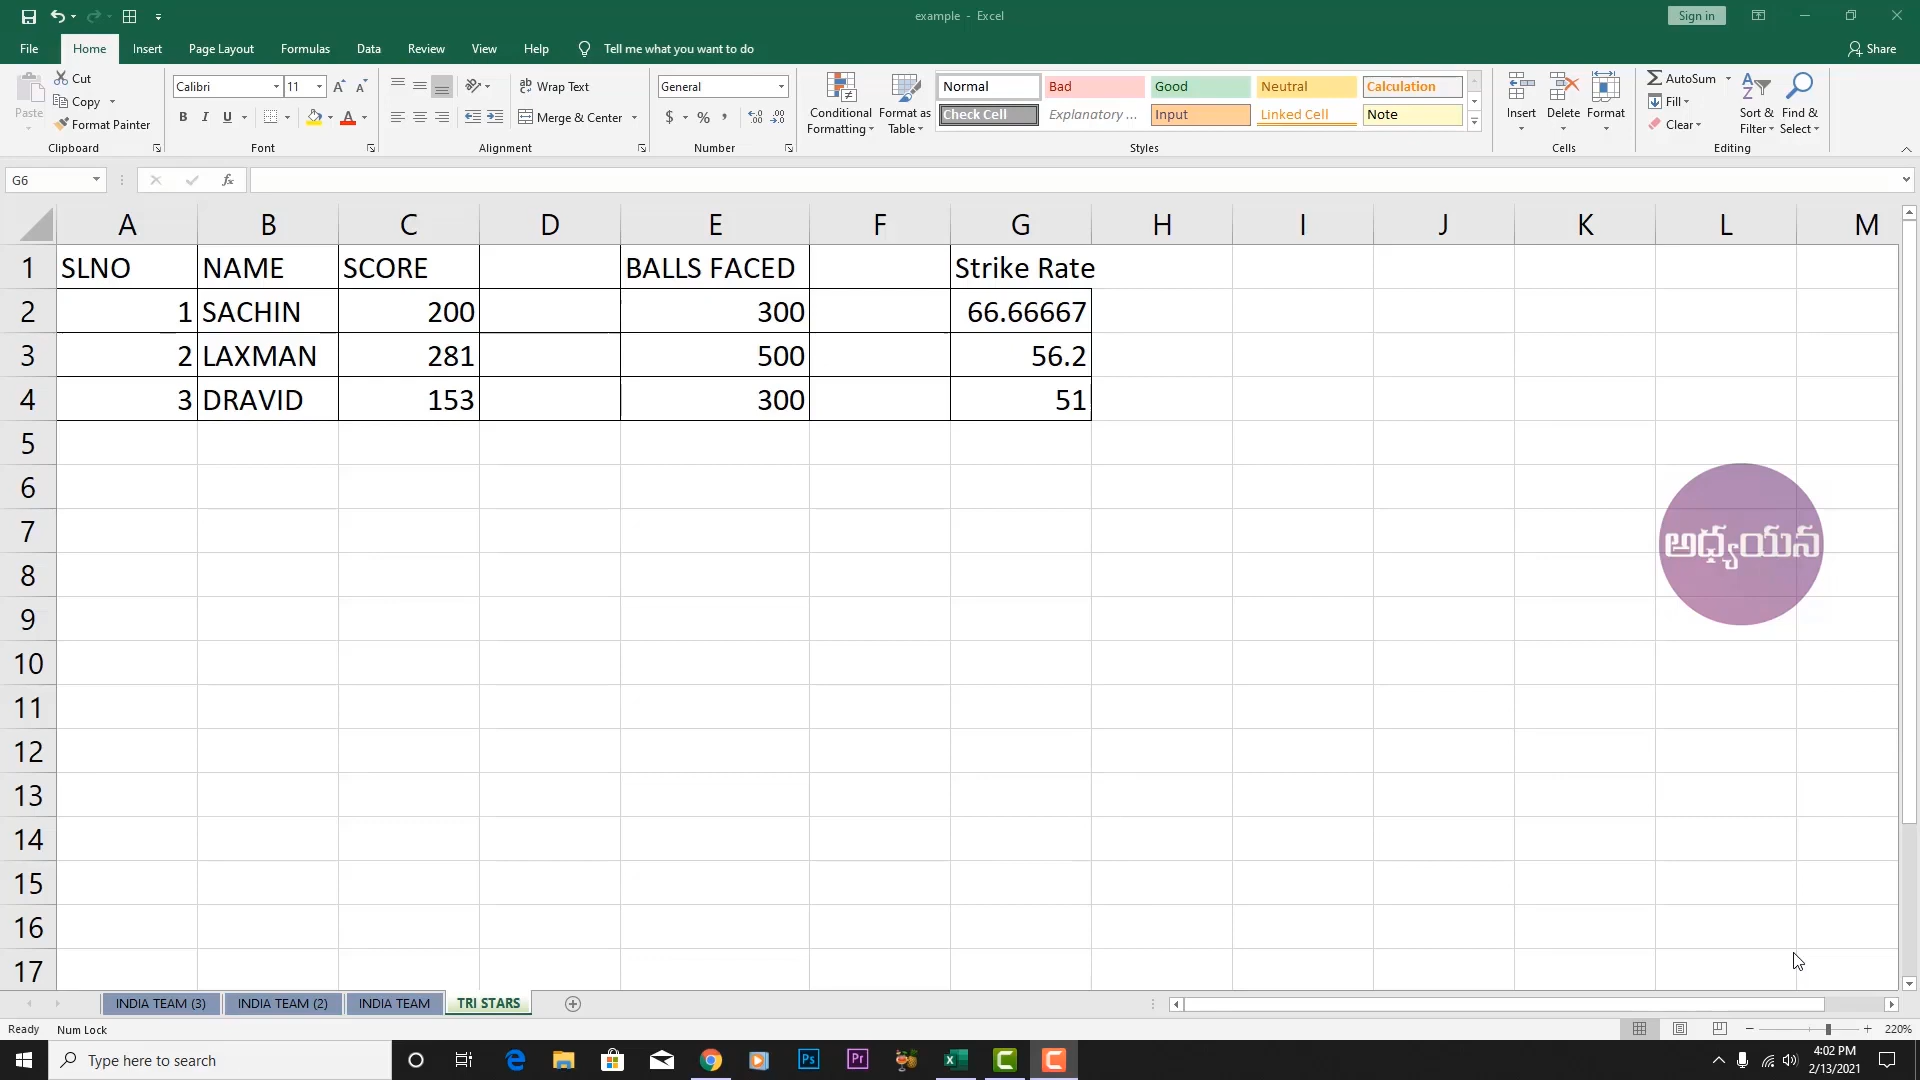 example - Excel
Sign in
File Home Insert Page Layout Formulas Data Review View Help Tell me what you want to do Share
Paste
Cut
Copy
Format Painter
Clipboard
Calibri 11
B I U
Font
Wrap Text
Merge & Center
Alignment
General
$ % ,
Number
Conditional Formatting
Format as Table
Normal Bad Good Neutral Calculation
Check Cell Explanatory ... Input Linked Cell Note
Styles
Insert Delete Format
Cells
AutoSum
Fill
Clear
Sort & Filter
Find & Select
Editing
G6 fx
A B C D E F G H I J K L M
1 SLNO NAME SCORE BALLS FACED Strike Rate
2 1 SACHIN 200 300 66.66667
3 2 LAXMAN 281 500 56.2
4 3 DRAVID 153 300 51
5
6
7
అధ్యయన్
8
9
10
11
12
13
14
15
16
17
INDIA TEAM (3) INDIA TEAM (2) INDIA TEAM TRI STARS
Ready Num Lock
220%
Type here to search
Ps Pr
4:02 PM
2/13/2021